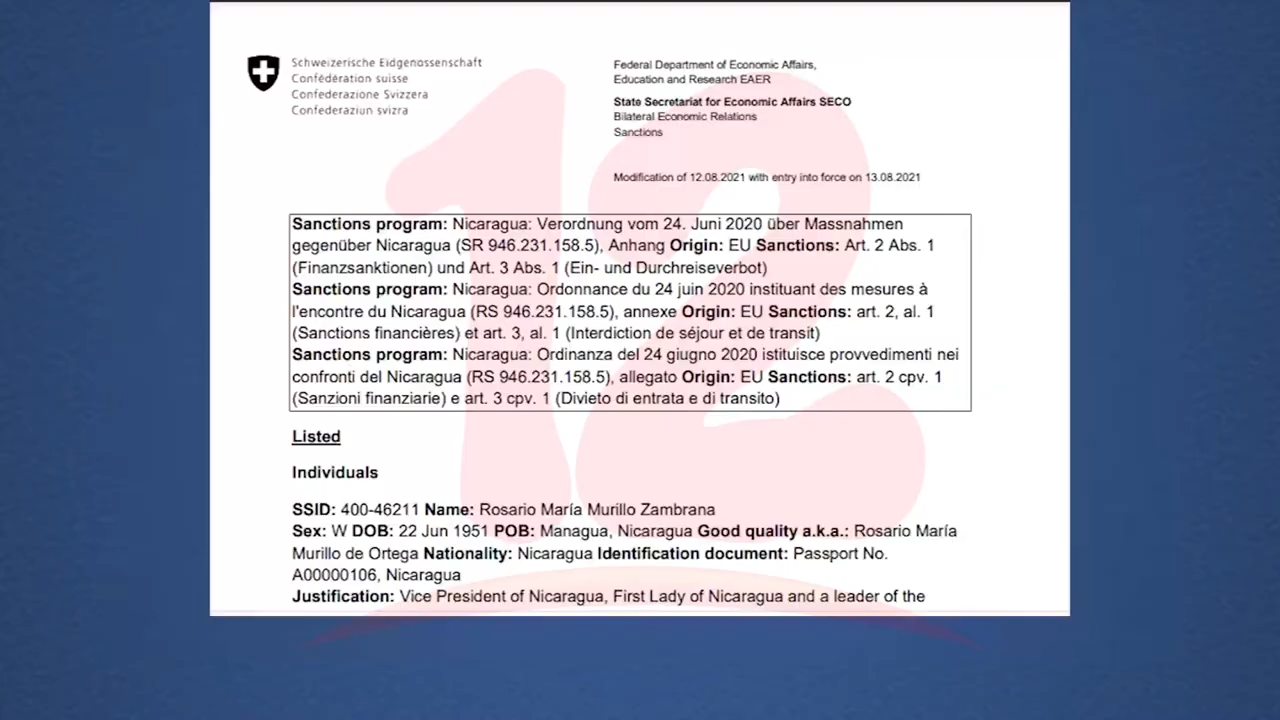 Schweizerische Eidgenossenschaft
Confédération suisse
Confederazione Svizzera
Confederaziun svizra
Federal Department of Economic Affairs,
Education and Research EAER
State Secretariat for Economic Affairs SECO
Bilateral Economic Relations
Sanctions
Modification of 12.08.2021 with entry into force on 13.08.2021
Sanctions program: Nicaragua: Verordnung vom 24. Juni 2020 über Massnahmen
gegenüber Nicaragua (SR 946.231.158.5), Anhang Origin: EU Sanctions: Art. 2 Abs. 1
(Finanzsanktionen) und Art. 3 Abs. 1 (Ein- und Durchreiseverbot)
Sanctions program: Nicaragua: Ordonnance du 24 juin 2020 instituant des mesures à
l'encontre du Nicaragua (RS 946.231.158.5), annexe Origin: EU Sanctions: art. 2, al. 1
(Sanctions financières) et art. 3, al. 1 (Interdiction de séjour et de transit)
Sanctions program: Nicaragua: Ordinanza del 24 giugno 2020 istituisce provvedimenti nei
confronti del Nicaragua (RS 946.231.158.5), allegato Origin: EU Sanctions: art. 2 cpv. 1
(Sanzioni finanziarie) e art. 3 cpv. 1 (Divieto di entrata e di transito)
Listed
Individuals
SSID: 400-46211 Name: Rosario María Murillo Zambrana
Sex: W DOB: 22 Jun 1951 POB: Managua, Nicaragua Good quality a.k.a.: Rosario María
Murillo de Ortega Nationality: Nicaragua Identification document: Passport No.
A00000106, Nicaragua
Justification: Vice President of Nicaragua, First Lady of Nicaragua and a leader of the
12